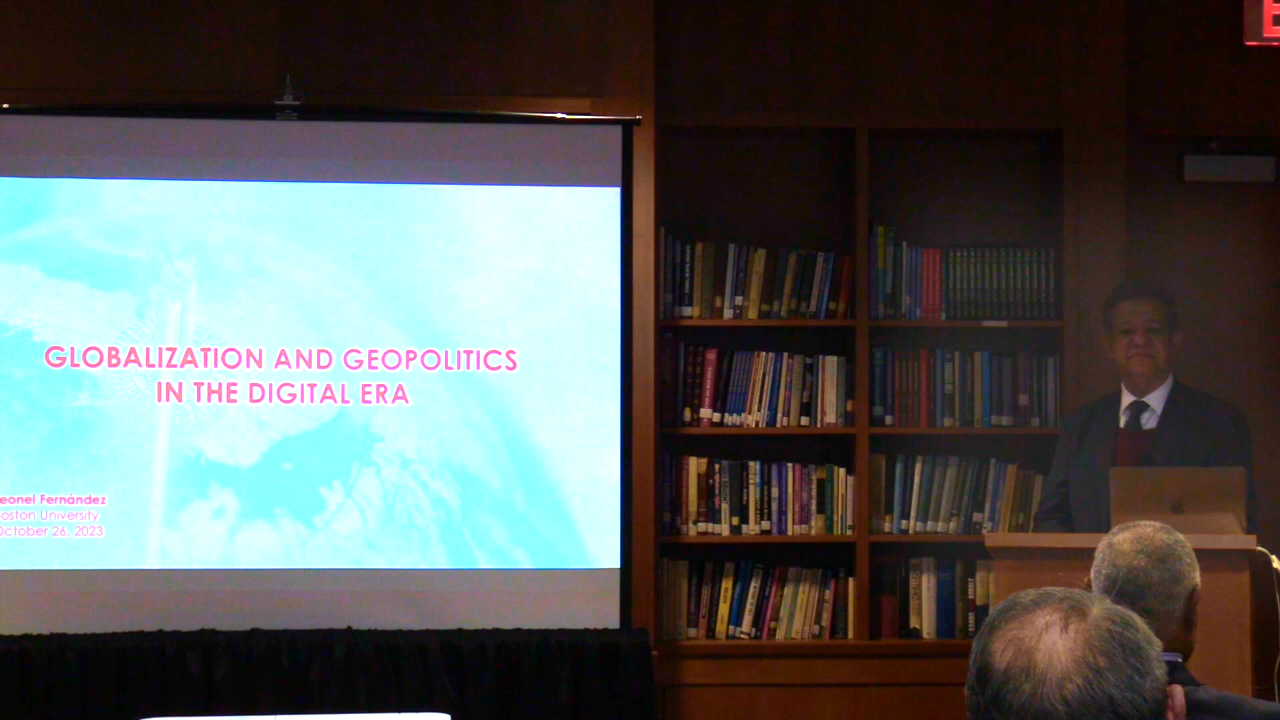 GLOBALIZATION AND GEOPOLITICS
IN THE DIGITAL ERA
eonel Fernández
oston University
October 26, 2023
E